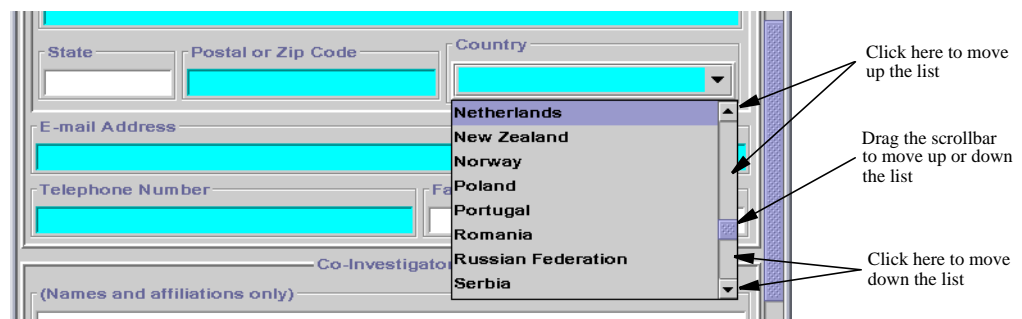 State
Postal or Zip Code
Country
Click here to move
up the list
Netherlands
New Zealand
Norway
Poland
Portugal
Romania
Russian Federation
Serbia
E-mail Address
Drag the scrollbar
to move up or down
the list
Telephone Number
Fa
Click here to move
down the list
Co-Investigator
(Names and affiliations only)